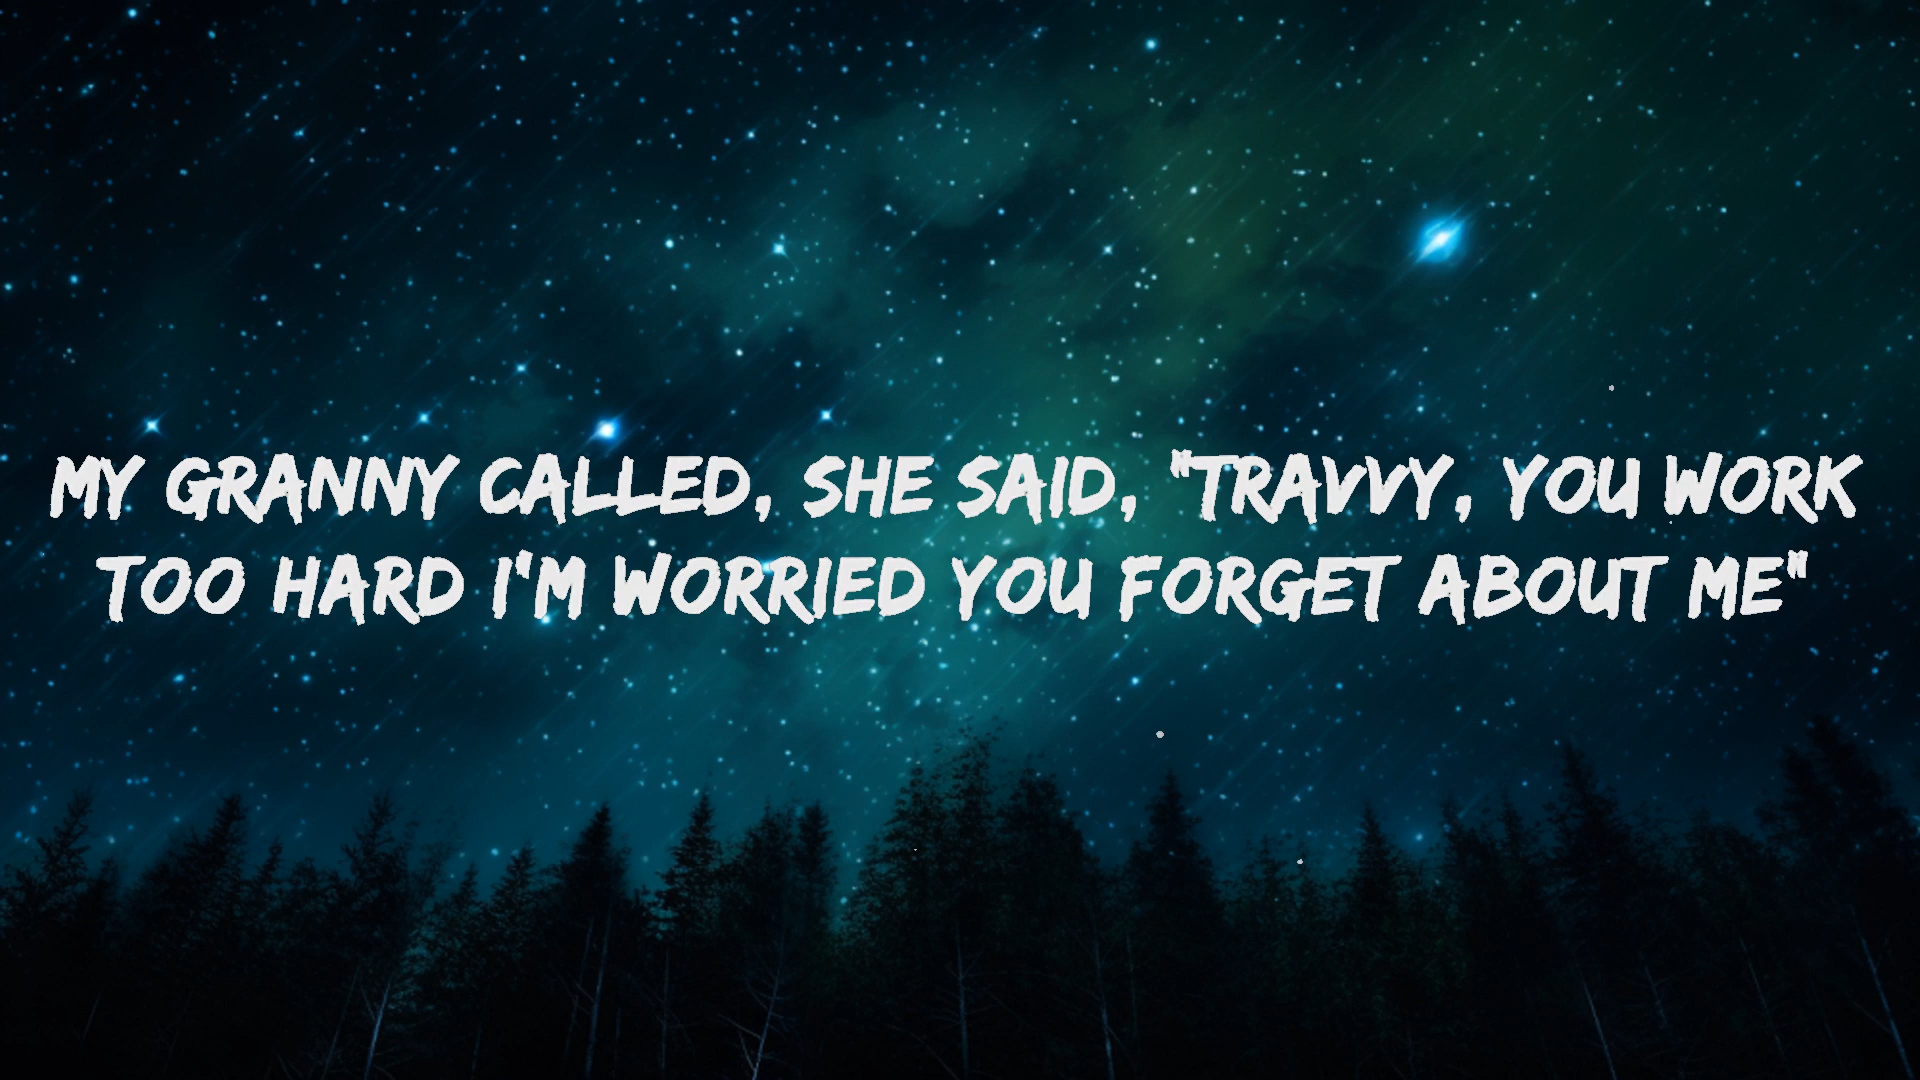 MY GRANNY CALLED, SHE SAID, "TRAVVY, YOU WORK
TOO HARD I'M WORRIED YOU FORGET ABOUT ME"